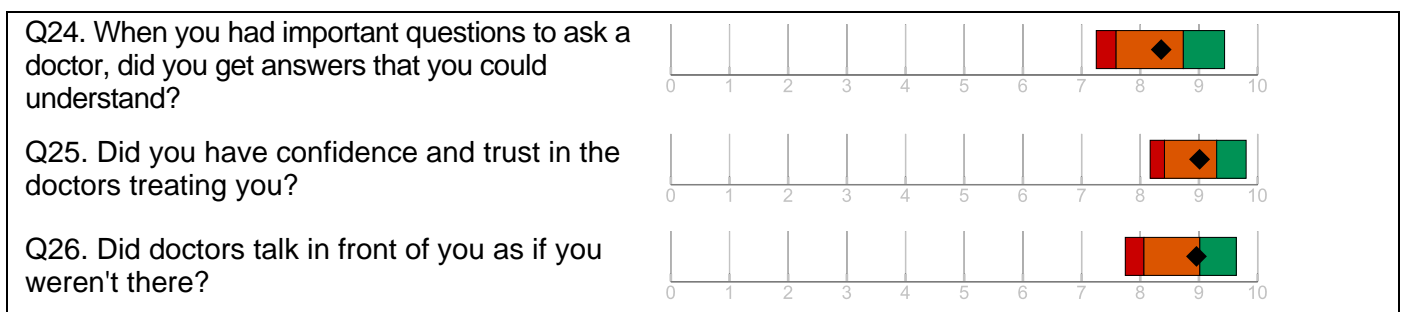 Q24. When you had important questions to ask a
doctor, did you get answers that you could
understand?
0 1 2 3 4 5 6 7 8 9 10
Q25. Did you have confidence and trust in the
doctors treating you?
0 1 2 3 4 5 6 7 8 9 10
Q26. Did doctors talk in front of you as if you
weren't there?
0 1 2 3 4 5 6 7 8 9 10